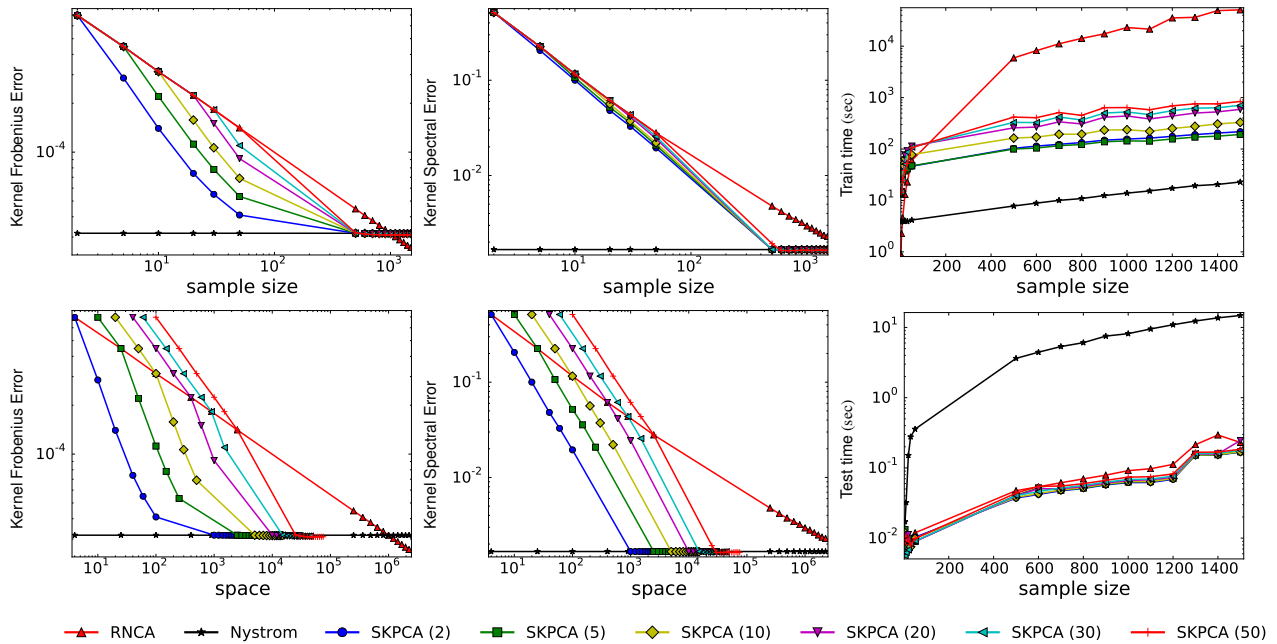 Kernel Frobenius Error
10^-4
10^1
10^2
10^3
sample size
Kernel Spectral Error
10^-1
10^-2
10^1
10^2
10^3
sample size
Train time (sec)
10^4
10^3
10^2
10^1
10^0
200 400 600 800 1000 1200 1400
sample size
Kernel Frobenius Error
10^-4
10^1 10^2 10^3 10^4 10^5 10^6
space
Kernel Spectral Error
10^-1
10^-2
10^1 10^2 10^3 10^4 10^5 10^6
space
Test time (sec)
10^1
10^0
10^-1
10^-2
200 400 600 800 1000 1200 1400
sample size
RNCA Nystrom SKPCA (2) SKPCA (5) SKPCA (10) SKPCA (20) SKPCA (30) SKPCA (50)